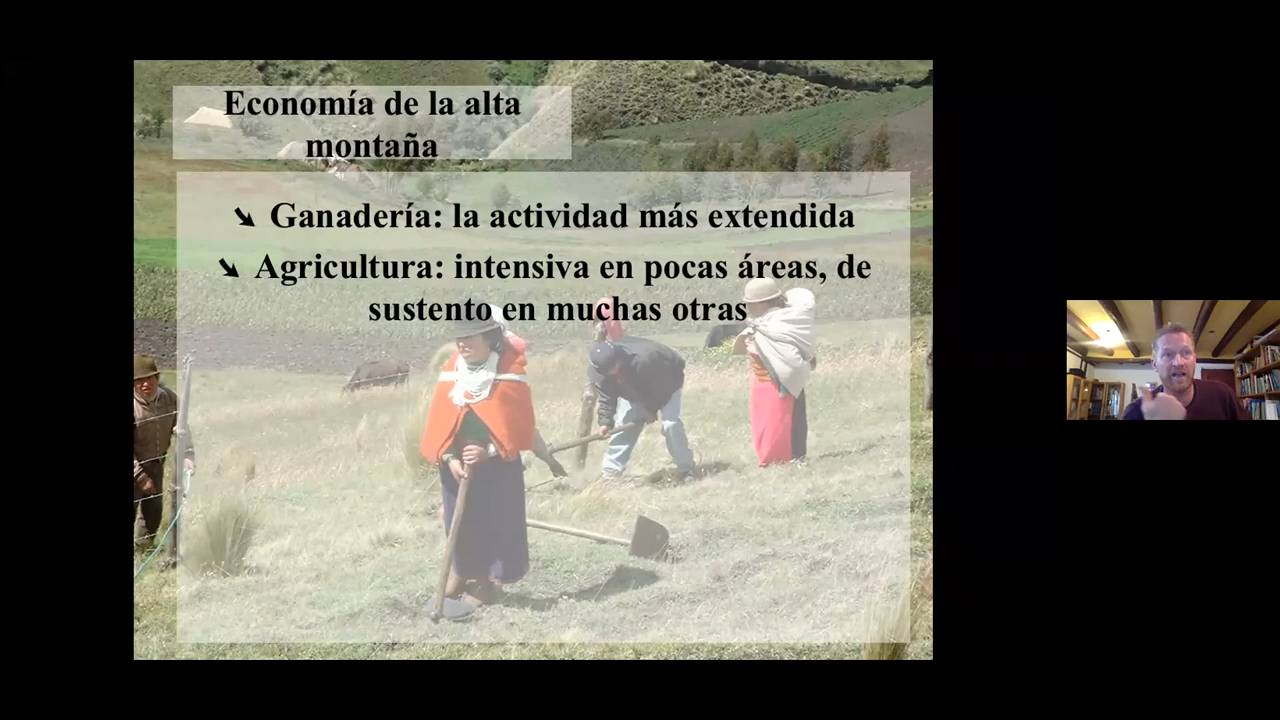 Economía de la alta
montaña
➘ Ganadería: la actividad más extendida
➘ Agricultura: intensiva en pocas áreas, de
sustento en muchas otras